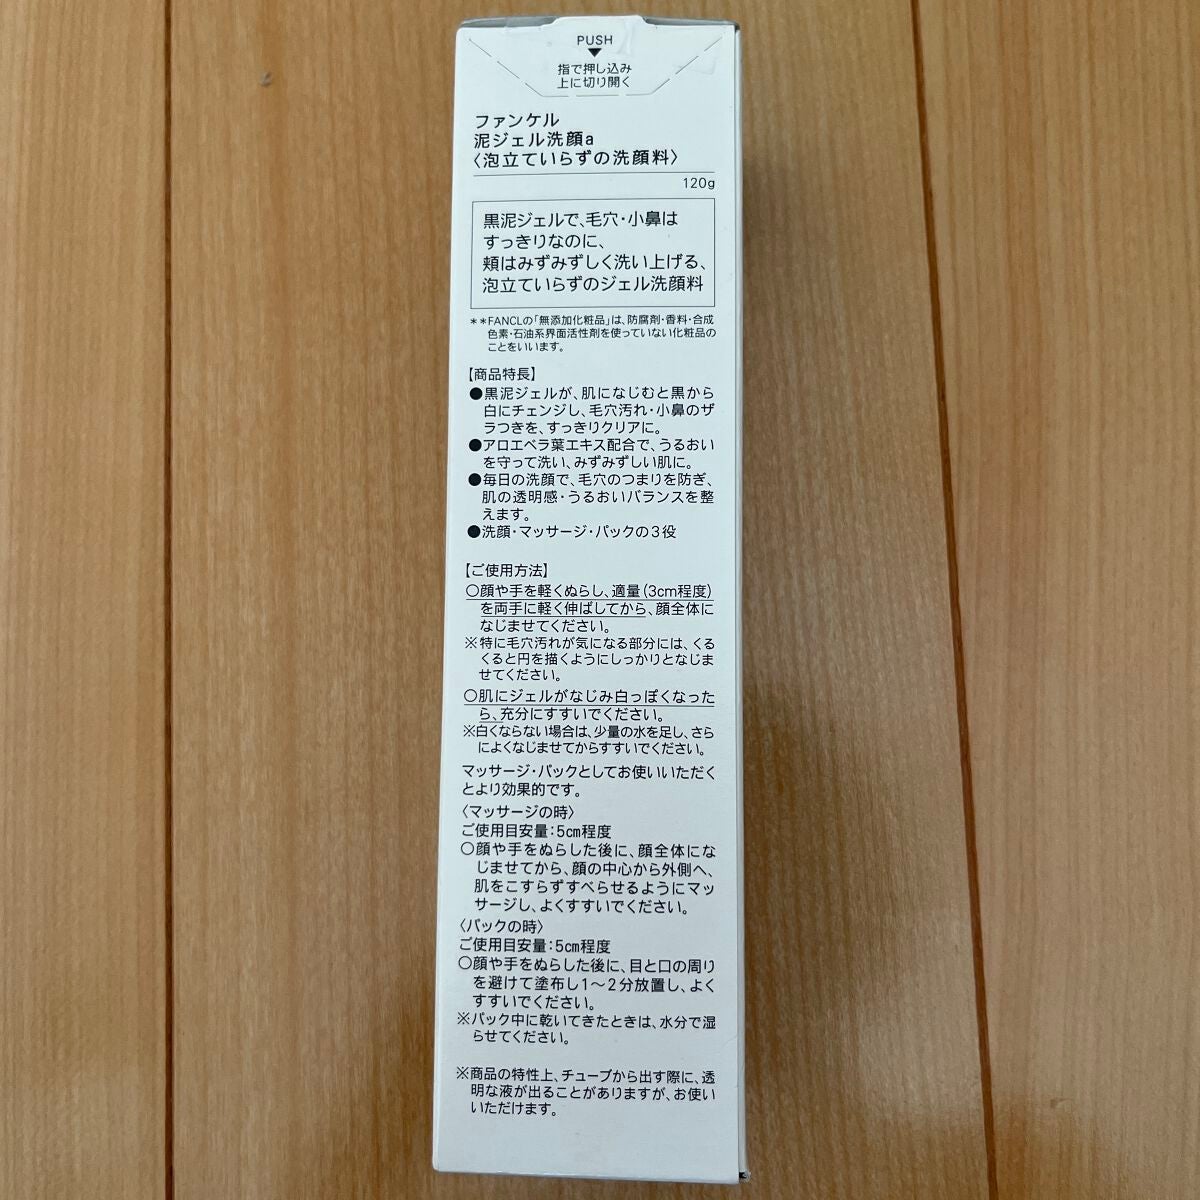 PUSH
▼
指で押し込み
上に切り開く
ファンケル
泥ジェル洗顔a
〈泡立ていらずの洗顔料〉
120g
黒泥ジェルで、毛穴・小鼻は
すっきりなのに、
頬はみずみずしく洗い上げる、
泡立ていらずのジェル洗顔料
**FANCLの「無添加化粧品」は、防腐剤・香料・合成
色素・石油系界面活性剤を使っていない化粧品の
ことをいいます。
【商品特長】
●黒泥ジェルが、肌になじむと黒から
白にチェンジし、毛穴汚れ・小鼻のザ
ラつきを、すっきりクリアに。
●アロエベラ葉エキス配合で、うるおい
を守って洗い、みずみずしい肌に。
●毎日の洗顔で、毛穴のつまりを防ぎ、
肌の透明感・うるおいバランスを整
えます。
●洗顔・マッサージ・パックの3役
【ご使用方法】
○顔や手を軽くぬらし、適量(3cm程度)
を両手に軽く伸ばしてから、顔全体に
なじませてください。
※特に毛穴汚れが気になる部分には、くる
くると円を描くようにしっかりとなじま
せてください。
○肌にジェルがなじみ白っぽくなった
ら、充分にすすいでください。
※白くならない場合は、少量の水を足し、さら
によくなじませてからすすいでください。
マッサージ・パックとしてお使いいただく
とより効果的です。
〈マッサージの時〉
ご使用目安量:5cm程度
○顔や手をぬらした後に、顔全体にな
じませてから、顔の中心から外側へ、
肌をこすらずすべらせるようにマッ
サージし、よくすすいでください。
〈パックの時〉
ご使用目安量:5cm程度
○顔や手をぬらした後に、目と口の周り
を避けて塗布し1〜2分放置し、よく
すすいでください。
※パック中に乾いてきたときは、水分で湿
らせてください。
※商品の特性上、チューブから出す際に、透
明な液が出ることがありますが、お使い
いただけます。